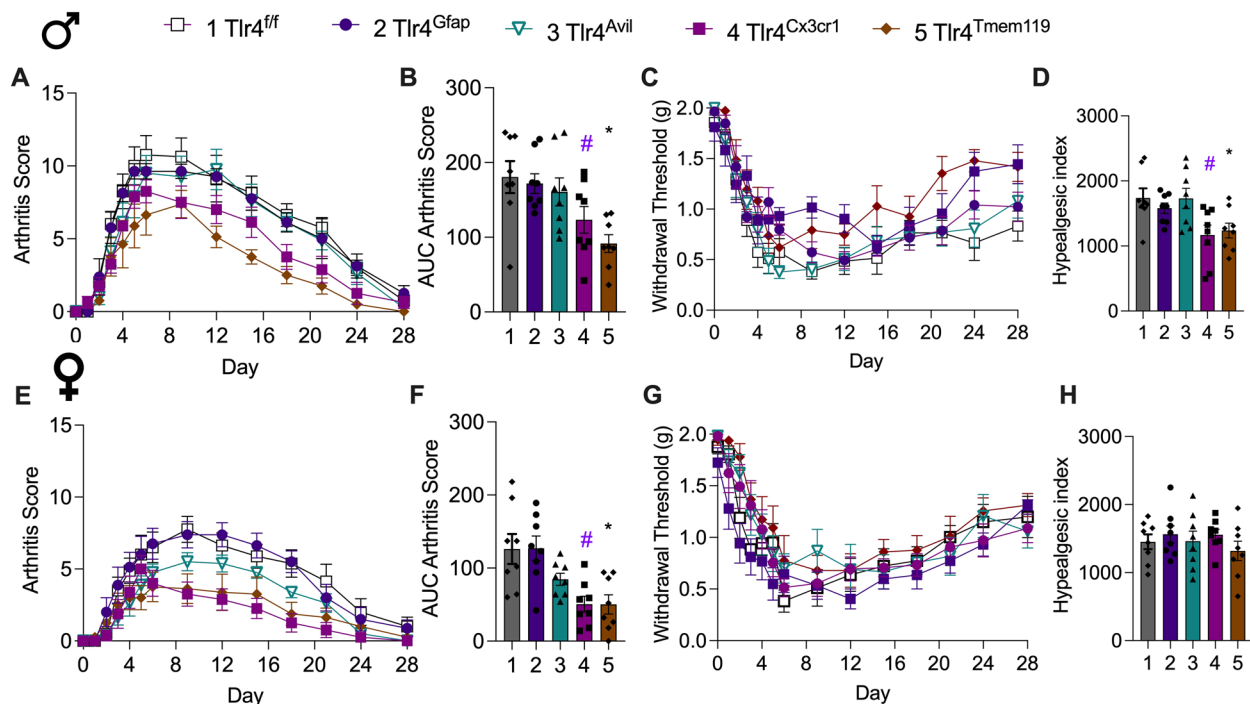 ♂ 1 Tlr4f/f 2 Tlr4Gfap 3 Tlr4Avil 4 Tlr4Cx3cr1 5 Tlr4Tmem119
A
Arthritis Score
15
10
5
0
0 4 8 12 16 20 24 28
Day
B
AUC Arthritis Score
300
200
100
0
# *
1 2 3 4 5
C
Withdrawal Threshold (g)
2.0
1.5
1.0
0.5
0.0
0 4 8 12 16 20 24 28
Day
D
Hypealgesic index
3000
2000
1000
0
# *
1 2 3 4 5
♀
E
Arthritis Score
15
10
5
0
0 4 8 12 16 20 24 28
Day
F
AUC Arthritis Score
300
200
100
0
# *
1 2 3 4 5
G
Withdrawal Threshold (g)
2.0
1.5
1.0
0.5
0.0
0 4 8 12 16 20 24 28
Day
H
Hypealgesic index
3000
2000
1000
0
1 2 3 4 5